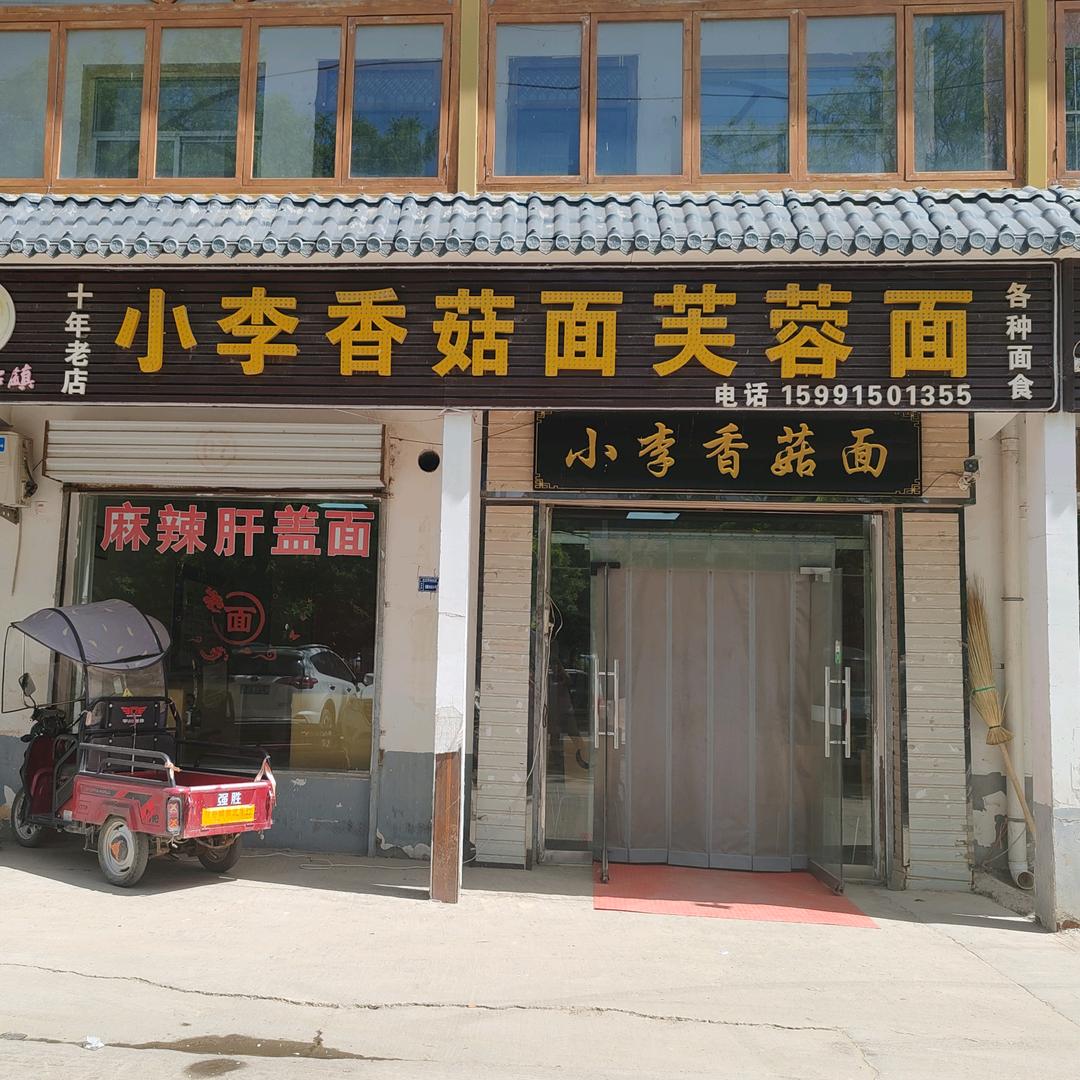 十年老店
小李香菇面芙蓉面
各种面食
电话 15991501355
镇
小李香菇面
麻辣肝盖面
面
强胜